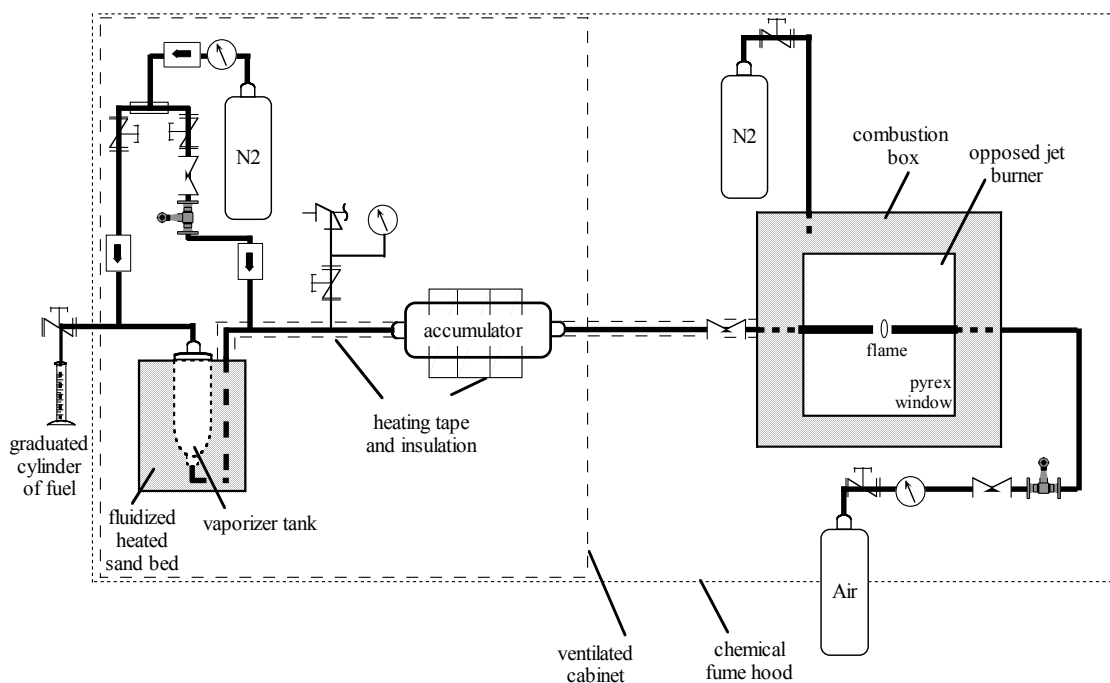 N2
N2
combustion
box
opposed jet
burner
accumulator
flame
pyrex
window
heating tape
and insulation
graduated
cylinder
of fuel
fluidized
heated
sand bed
vaporizer tank
Air
ventilated
cabinet
chemical
fume hood